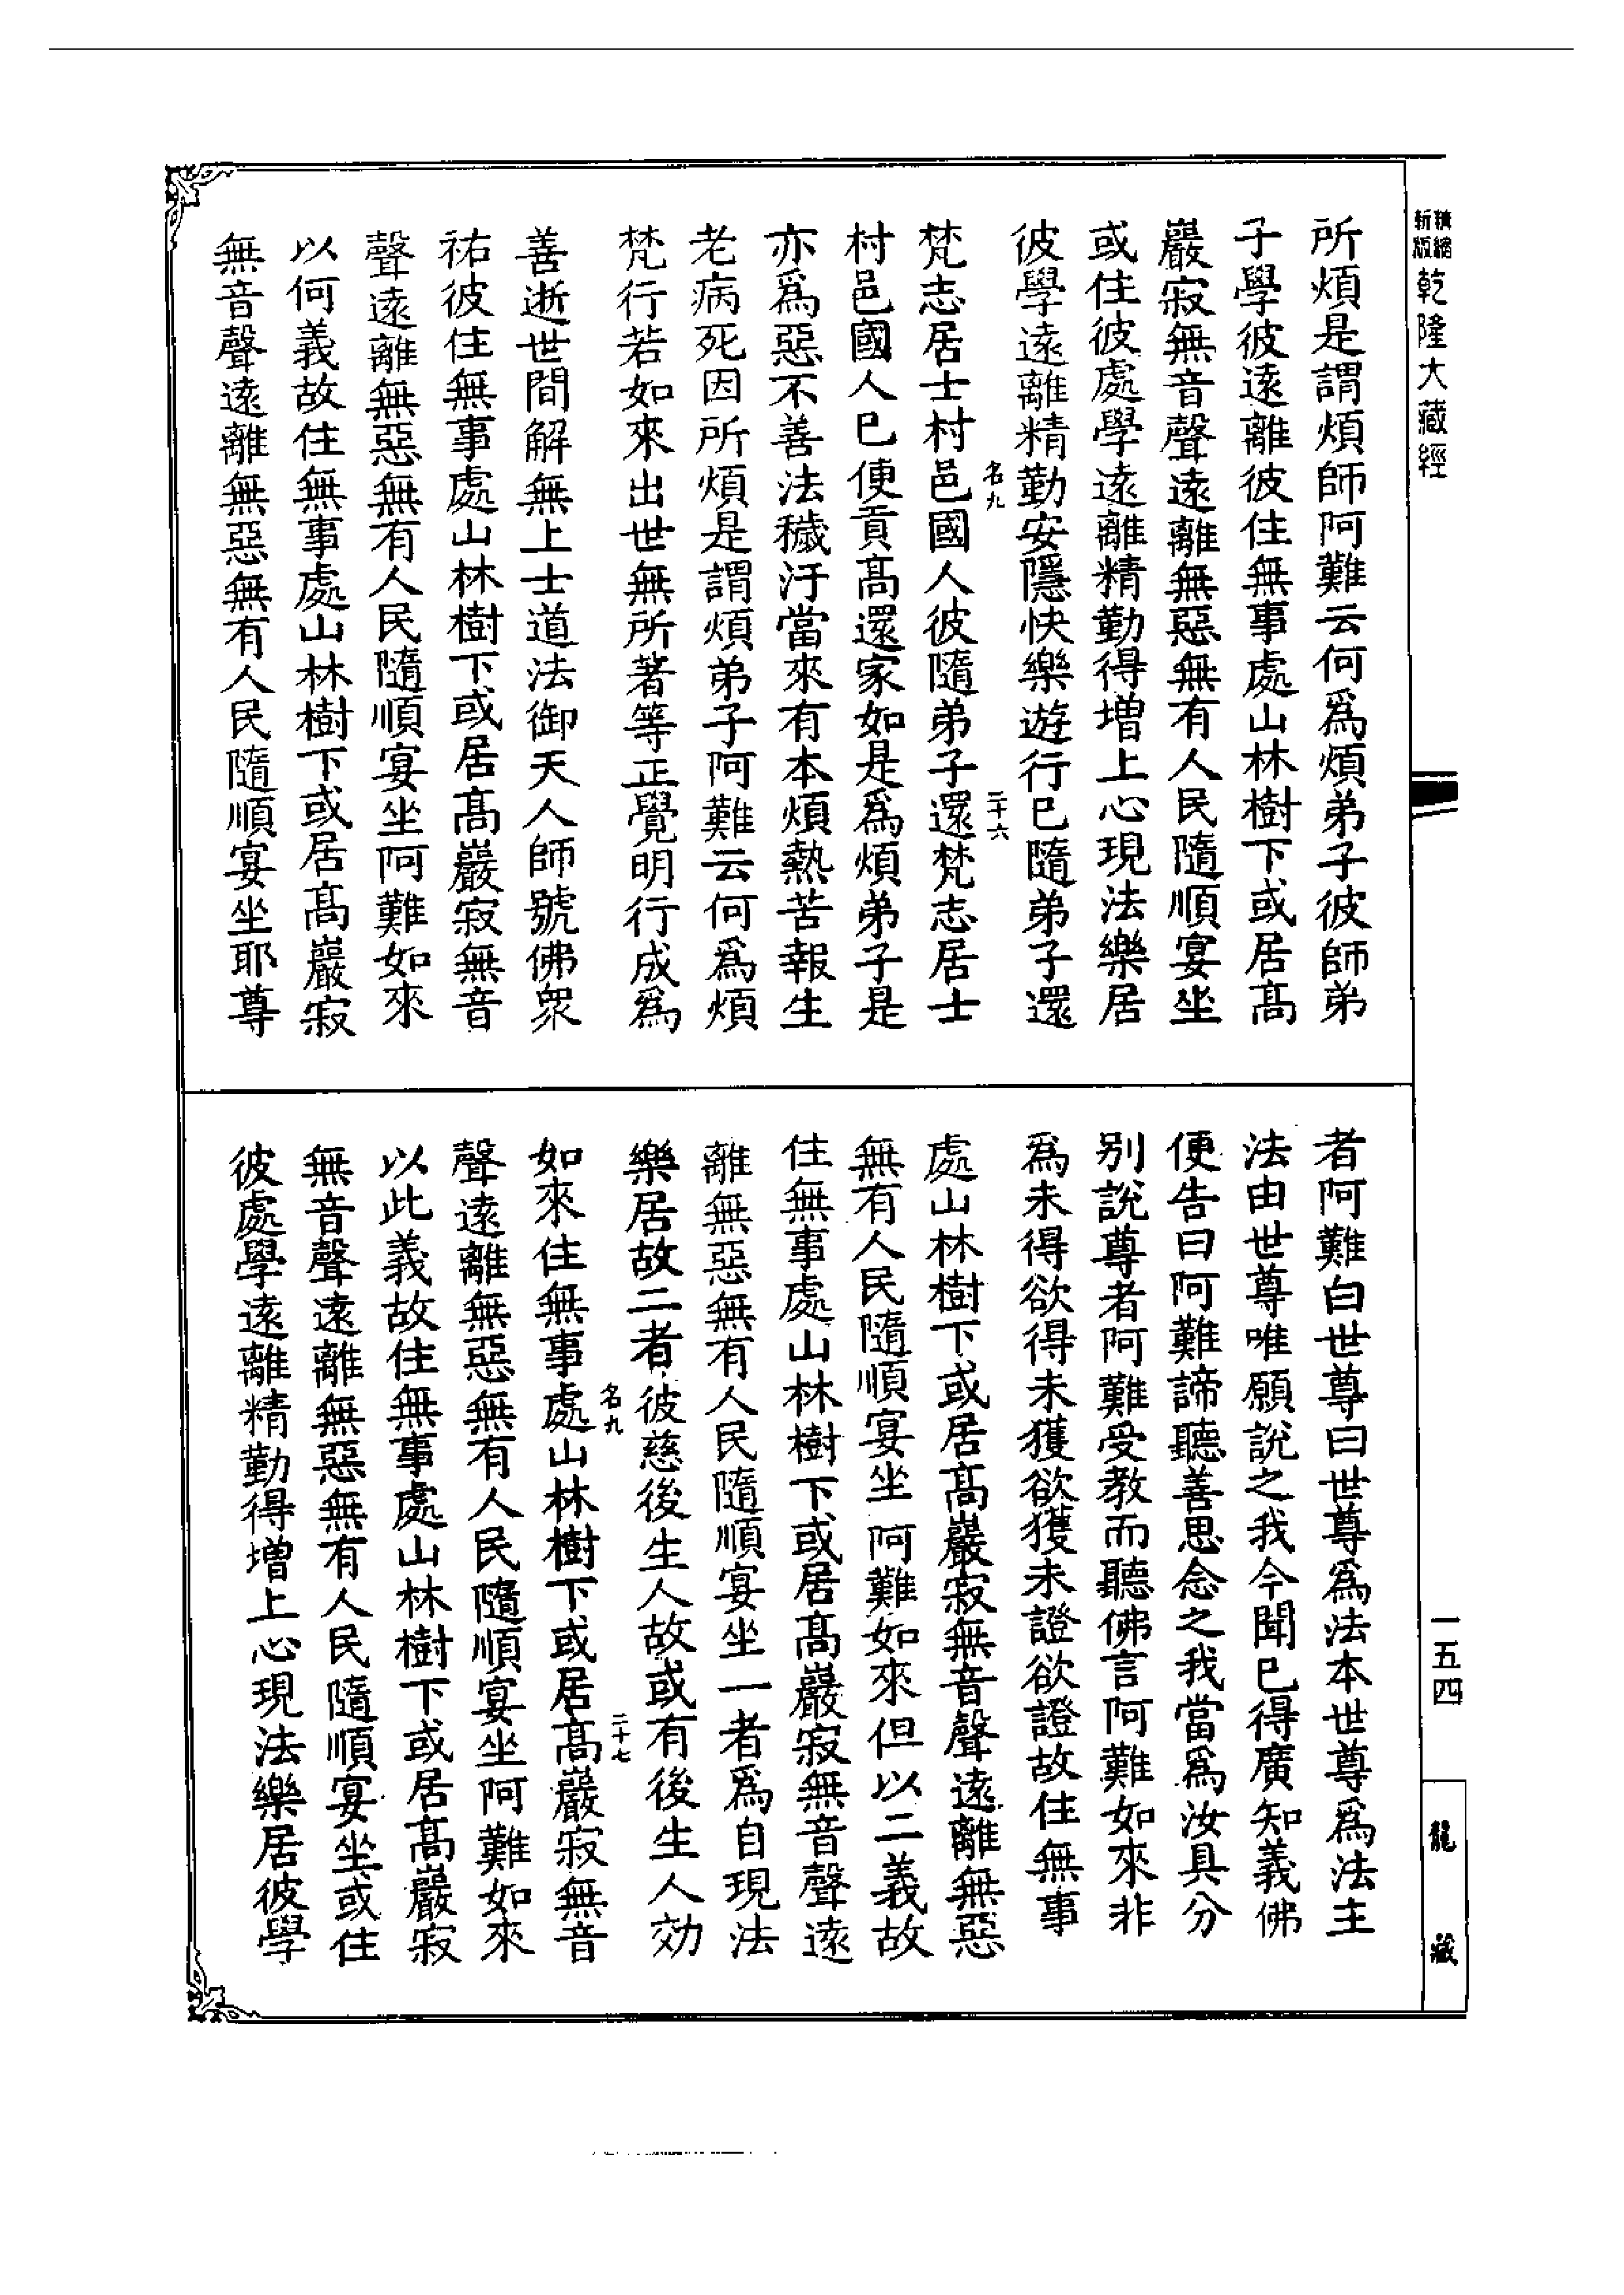 精縮
新版
乾隆大藏經
所煩是謂煩師阿難云何爲煩弟子彼師弟
子學彼遠離彼住無事處山林樹下或居高
巖寂無音聲遠離無惡無有人民隨順宴坐
或住彼處學遠離精勤得增上心現法樂居
彼學遠離精勤安隱快樂遊行已隨弟子還
名九
二十六
梵志居士村邑國人彼隨弟子還梵志居士
村邑國人已便貢高還家如是爲煩弟子是
亦爲惡不善法穢汙當來有本煩熱苦報生
老病死因所煩是謂煩弟子阿難云何爲煩
梵行若如來出世無所著等正覺明行成爲
善逝世間解無上士道法御天人師號佛衆
祐彼住無事處山林樹下或居高巖寂無音
聲遠離無惡無有人民隨順宴坐阿難如來
以何義故住無事處山林樹下或居高巖寂
無音聲遠離無惡無有人民隨順宴坐耶尊
者阿難白世尊曰世尊爲法本世尊爲法主
法由世尊唯願說之我今聞已得廣知義佛
便告曰阿難諦聽善思念之我當爲汝具分
別說尊者阿難受教而聽佛言阿難如來非
爲未得欲得未獲欲獲未證欲證故住無事
處山林樹下或居高巖寂無音聲遠離無惡
無有人民隨順宴坐阿難如來但以二義故
住無事處山林樹下或居高巖寂無音聲遠
離無惡無有人民隨順宴坐一者爲自現法
樂居故二者彼慈後生人故或有後生人効
名九
二十七
如來住無事處山林樹下或居高巖寂無音
聲遠離無惡無有人民隨順宴坐阿難如來
以此義故住無事處山林樹下或居高巖寂
無音聲遠離無惡無有人民隨順宴坐或住
彼處學遠離精勤得增上心現法樂居彼學
一五四
龍藏